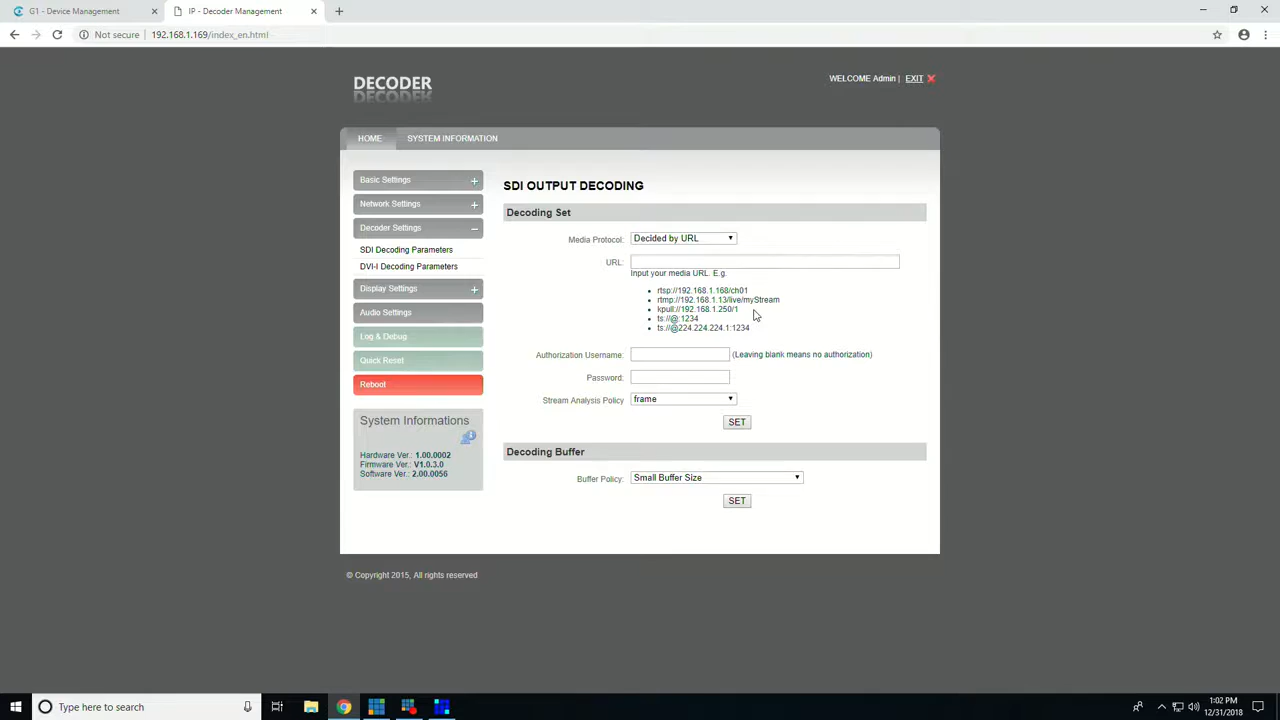 G1 - Device Management
IP - Decoder Management
Not secure | 192.168.1.169/index_en.html
DECODER
WELCOME Admin | EXIT
HOME
SYSTEM INFORMATION
Basic Settings
Network Settings
Decoder Settings
SDI Decoding Parameters
DVI-I Decoding Parameters
Display Settings
Audio Settings
Log & Debug
Quick Reset
Reboot
System Informations
Hardware Ver.: 1.00.0002
Firmware Ver.: V1.0.3.0
Software Ver.: 2.00.0056
SDI OUTPUT DECODING
Decoding Set
Media Protocol: Decided by URL
URL:
Input your media URL. E.g.
rtsp://192.168.1.168/ch01
rtmp://192.168.1.13/live/myStream
kpull://192.168.1.250/1
ts://@:1234
ts://@224.224.224.1:1234
Authorization Username: (Leaving blank means no authorization)
Password:
Stream Analysis Policy frame
SET
Decoding Buffer
Buffer Policy: Small Buffer Size
SET
© Copyright 2015, All rights reserved
Type here to search
1:02 PM
12/31/2018